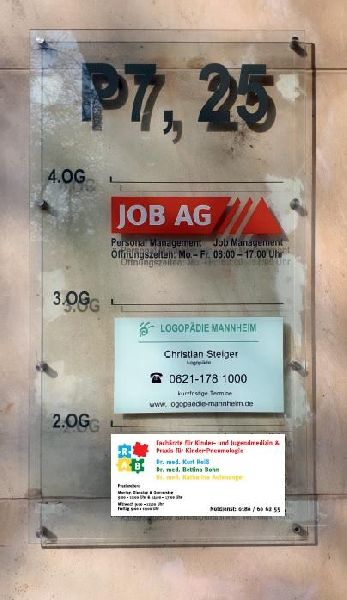 P7, 25
4.OG
JOB AG
Personal Management Job Management
Öffnungszeiten: Mo.- Fr. 08:00 - 17:00 Uhr
3.OG
LOGOPÄDIE MANNHEIM
Christian Steiger
Logopäde
☎ 0621-178 1000
kurzfristige Termine
www.logopaedie-mannheim.de
2.OG
Fachärzte für Kinder- und Jugendmedizin &
Praxis für Kinder-Pneumologie
R
A B
Dr. med. Kurt Reiß
Dr. med. Bettina Bohn
Dr. med. Katharina